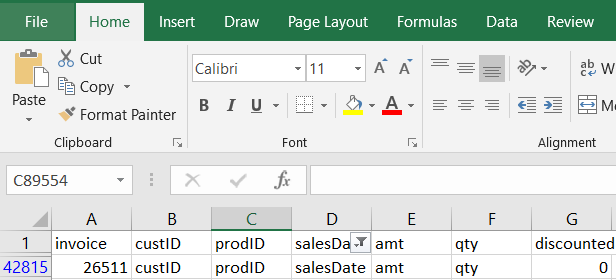 File Home Insert Draw Page Layout Formulas Data Review
Cut
Copy
Format Painter
Paste
Clipboard
Calibri 11 A A
B I U A
Font
ab c W
Alignment
C89554 fx
A B C D E F G
1 invoice custID prodID salesDa amt qty discounted
42815 26511 custID prodID salesDate amt qty 0